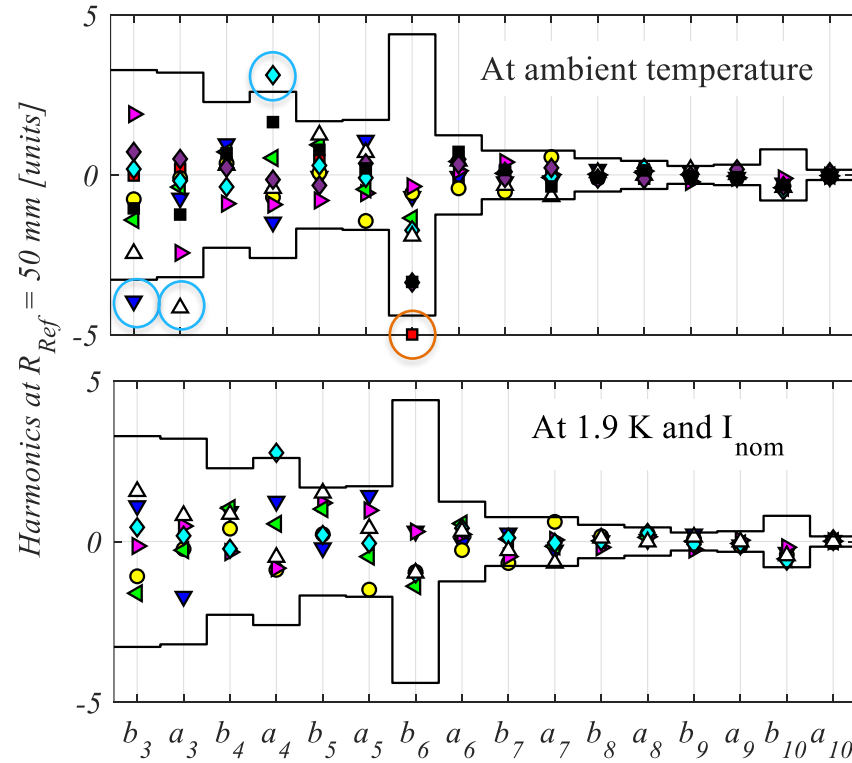 Harmonics at R_Ref = 50 mm [units]
5
At ambient temperature
0
-5
5
At 1.9 K and I_nom
0
-5
b_3 a_3 b_4 a_4 b_5 a_5 b_6 a_6 b_7 a_7 b_8 a_8 b_9 a_9 b_10 a_10